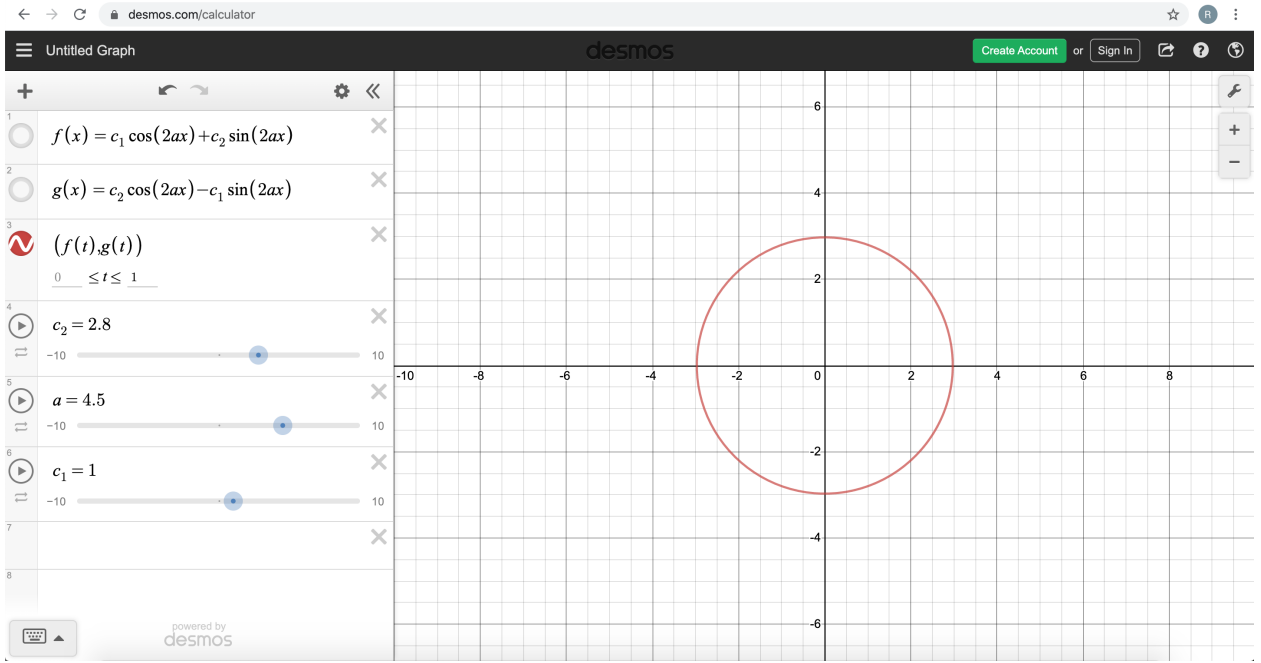 desmos.com/calculator
R
Untitled Graph
desmos
Create Account or Sign In
?
1
f(x) = c₁ cos(2ax)+c₂ sin(2ax)
2
g(x) = c₂ cos(2ax)−c₁ sin(2ax)
3
(f(t),g(t))
0 ≤ t ≤ 1
4
c₂ = 2.8
−10 10
5
a = 4.5
−10 10
6
c₁ = 1
−10 10
7
8
powered by
desmos
6
4
2
-10 -8 -6 -4 -2 0 2 4 6 8
-2
-4
-6
+
−